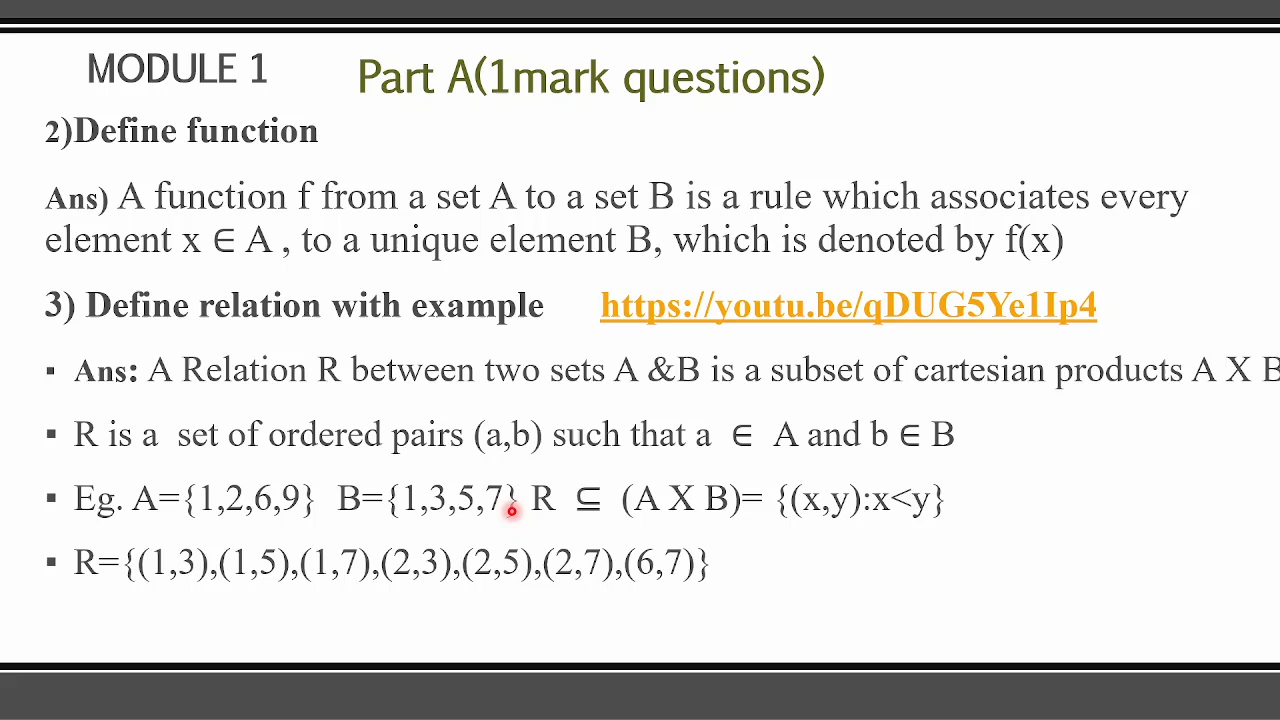 MODULE 1
Part A(1mark questions)
2)Define function
Ans) A function f from a set A to a set B is a rule which associates every
element x ∈ A , to a unique element B, which is denoted by f(x)
3) Define relation with example https://youtu.be/qDUG5Ye1Ip4
▪ Ans: A Relation R between two sets A &B is a subset of cartesian products A X B
▪ R is a set of ordered pairs (a,b) such that a ∈ A and b ∈ B
▪ Eg. A={1,2,6,9} B={1,3,5,7} R ⊆ (A X B)= {(x,y):x<y}
▪ R={(1,3),(1,5),(1,7),(2,3),(2,5),(2,7),(6,7)}